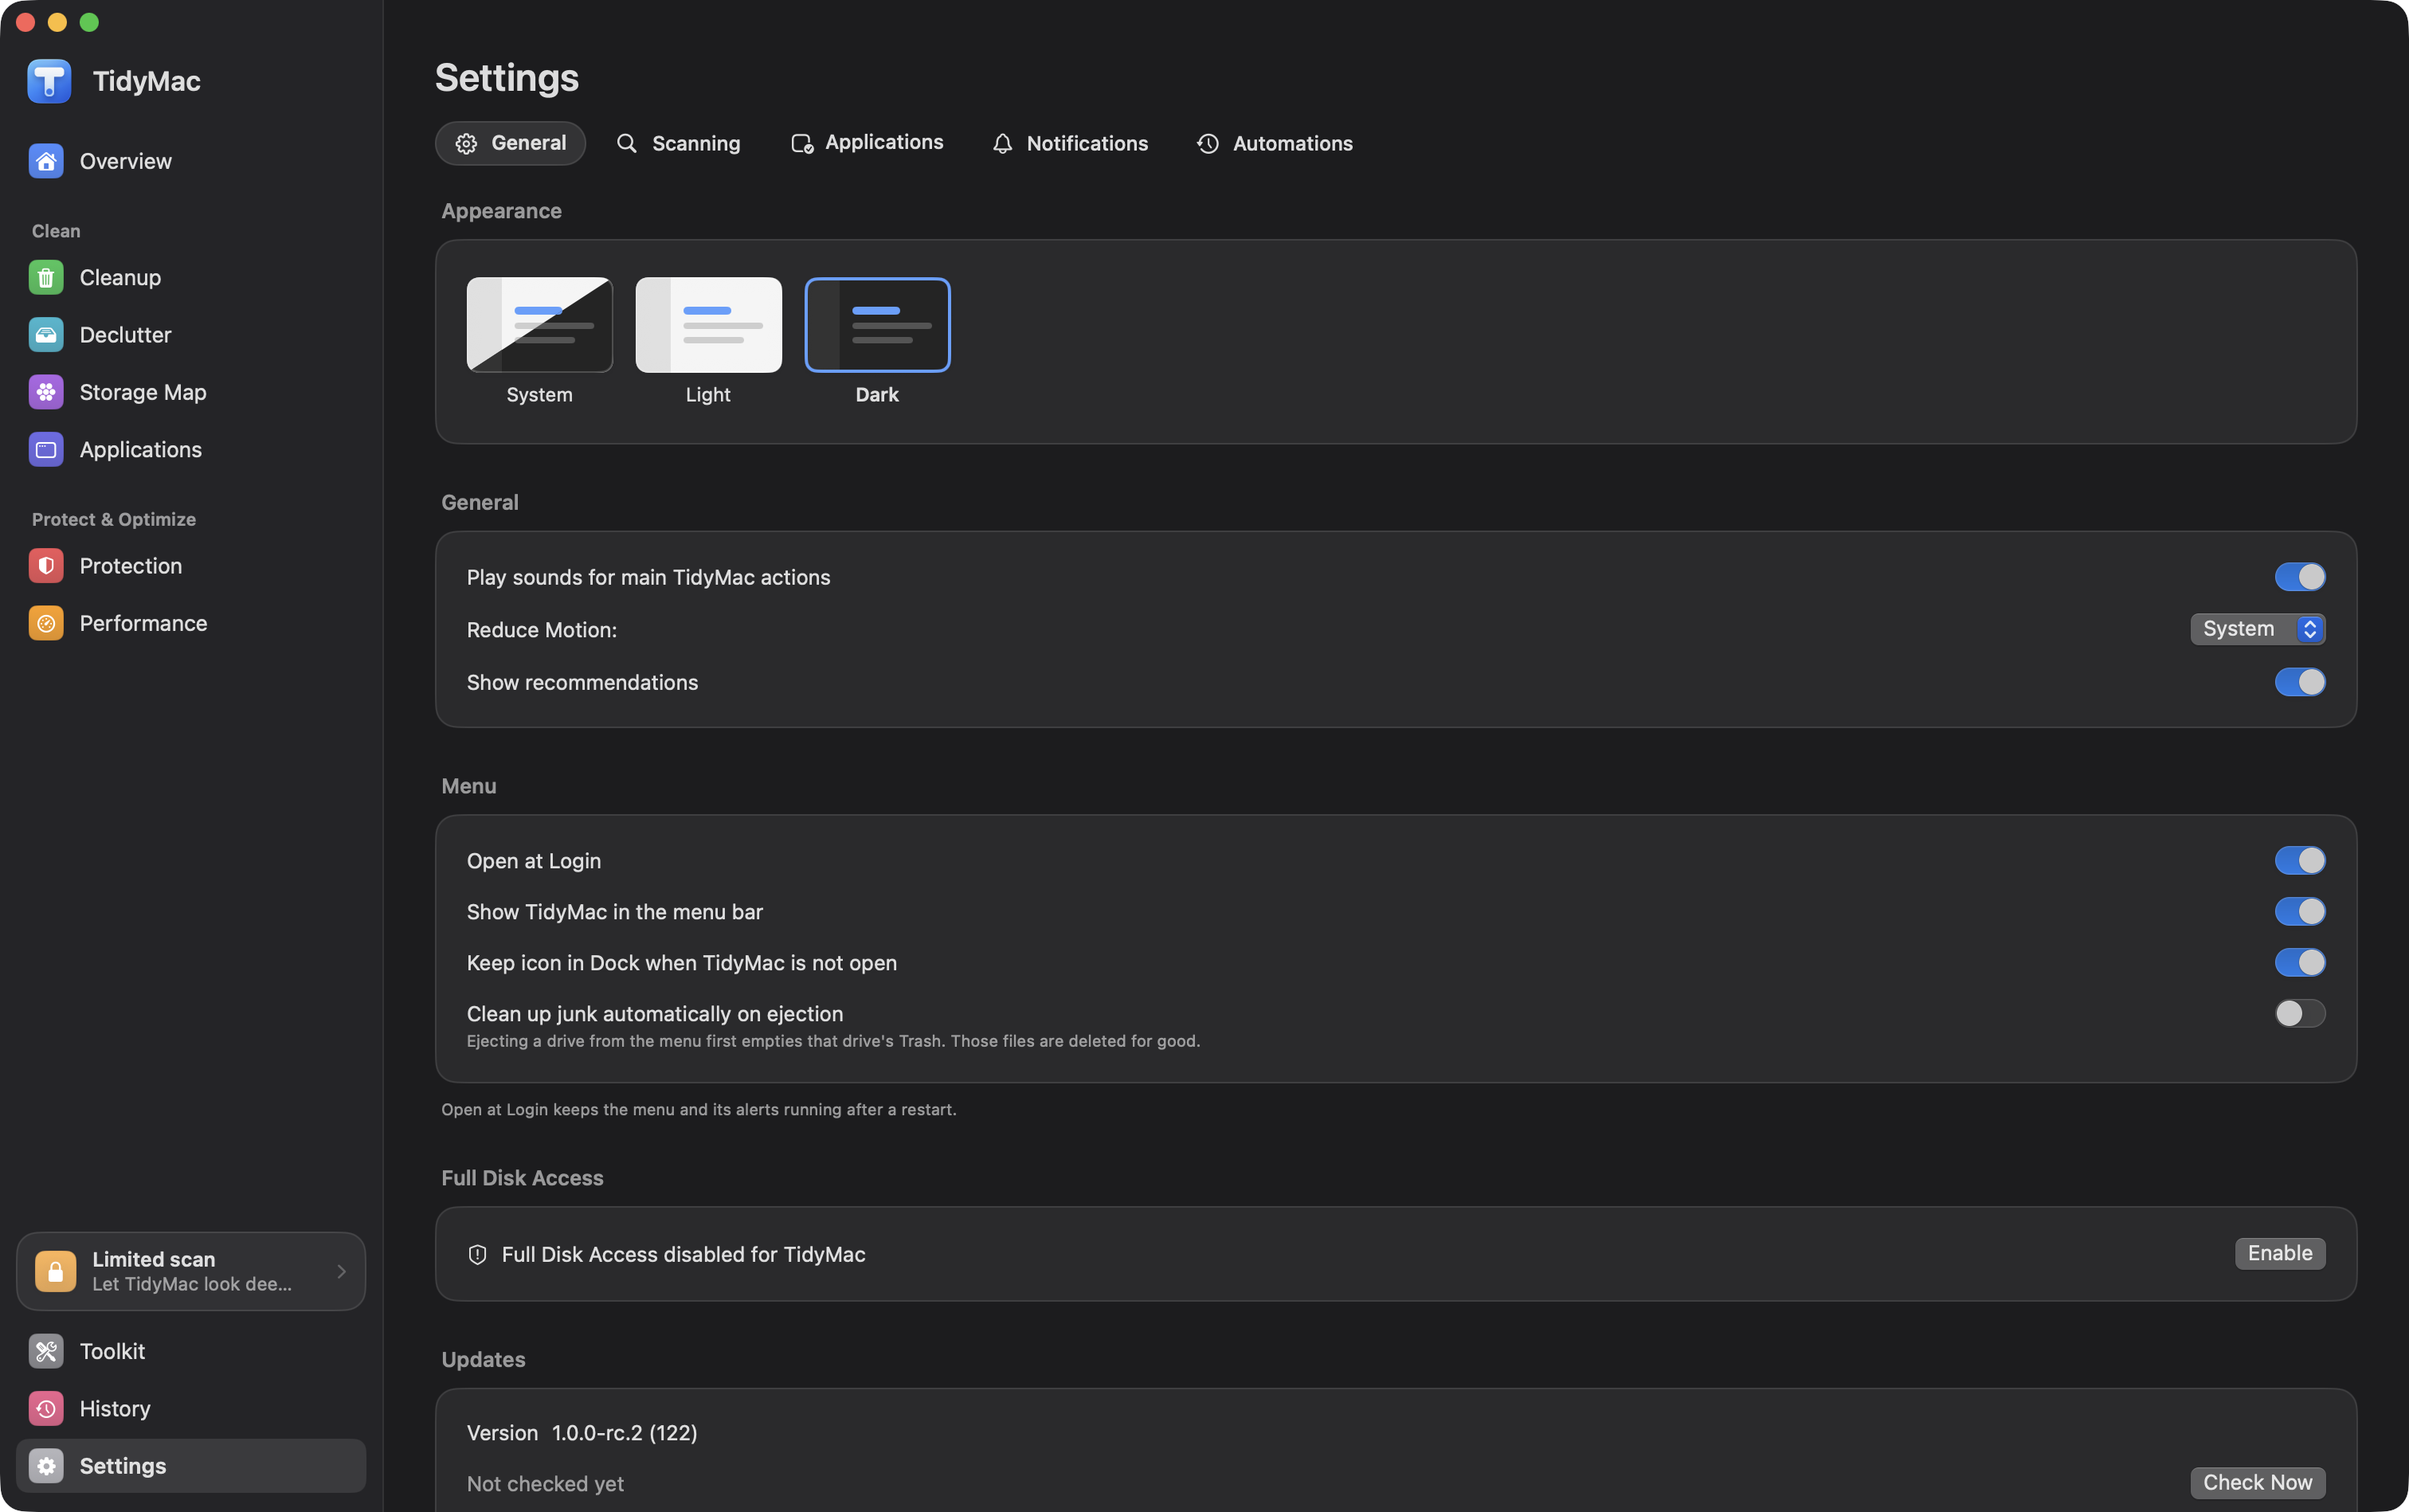 TidyMac
Overview
Clean
Cleanup
Declutter
Storage Map
Applications
Protect & Optimize
Protection
Performance
Limited scan
Let TidyMac look dee...
Toolkit
History
Settings
Settings
General
Scanning
Applications
Notifications
Automations
Appearance
System
Light
Dark
General
Play sounds for main TidyMac actions
Reduce Motion:
System
Show recommendations
Menu
Open at Login
Show TidyMac in the menu bar
Keep icon in Dock when TidyMac is not open
Clean up junk automatically on ejection
Ejecting a drive from the menu first empties that drive's Trash. Those files are deleted for good.
Open at Login keeps the menu and its alerts running after a restart.
Full Disk Access
Full Disk Access disabled for TidyMac
Enable
Updates
Version 1.0.0-rc.2 (122)
Not checked yet
Check Now